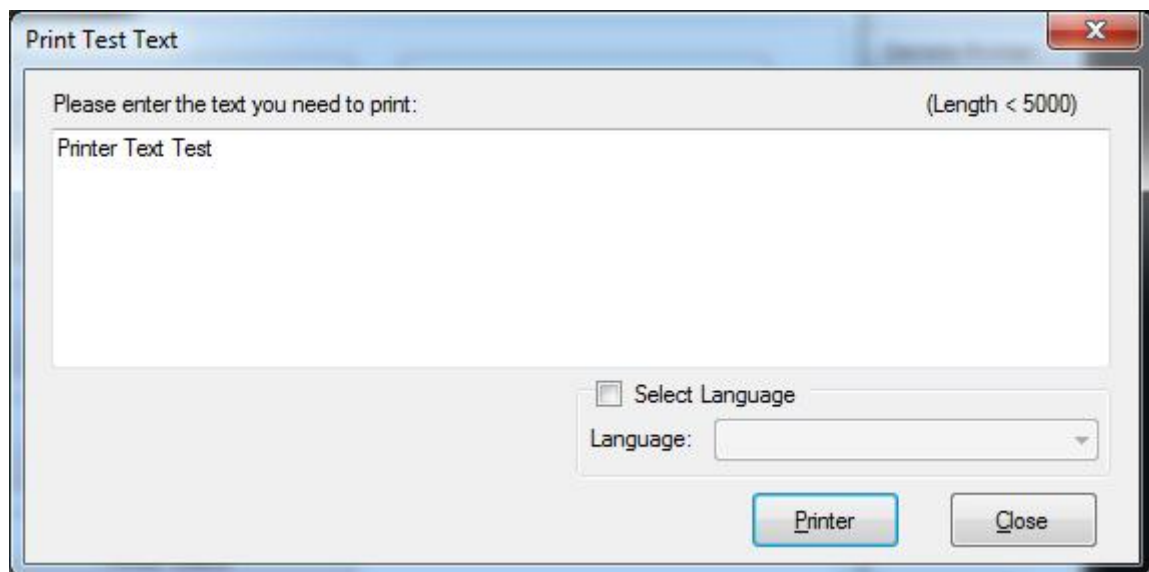 Print Test Text
Please enter the text you need to print: (Length < 5000)
Printer Text Test
Select Language
Language:
Printer Close